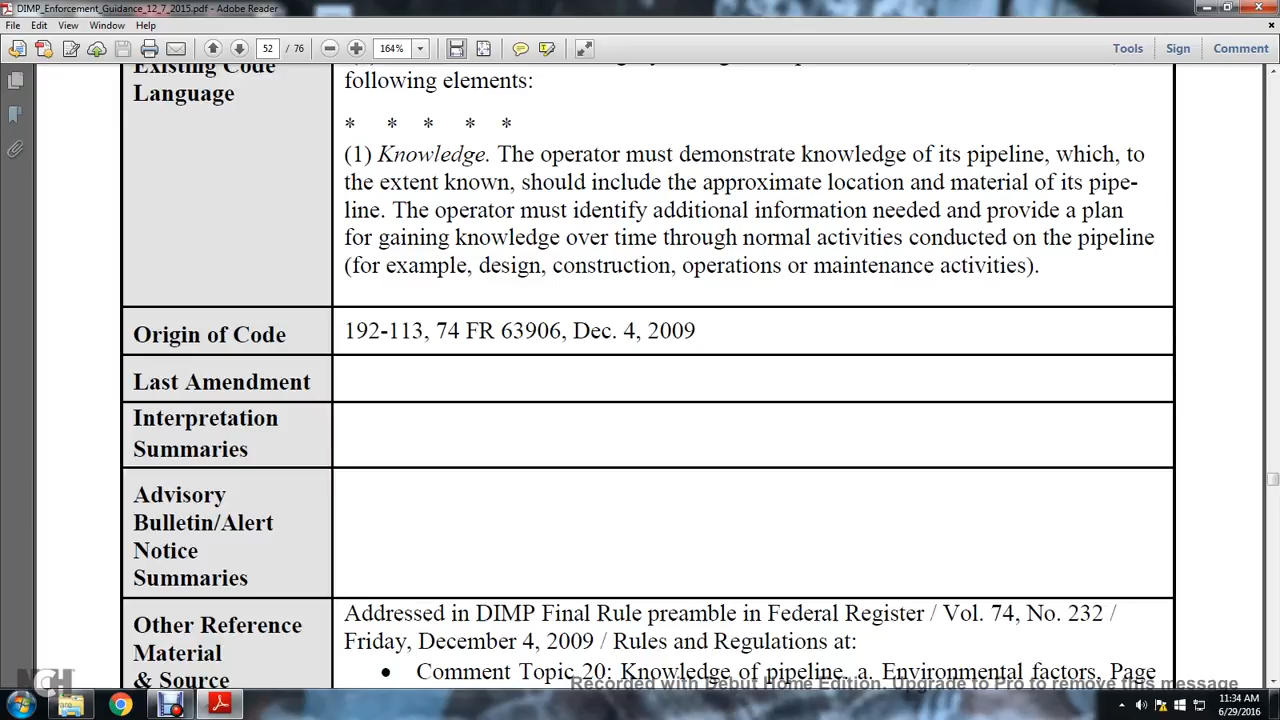 DIMP_Enforcement_Guidance_12_7_2015.pdf - Adobe Reader
File Edit View Window Help
52 / 76 164% Tools Sign Comment
Existing Code
Language
following elements:
* * * * *
(1) Knowledge. The operator must demonstrate knowledge of its pipeline, which, to
the extent known, should include the approximate location and material of its pipe-
line. The operator must identify additional information needed and provide a plan
for gaining knowledge over time through normal activities conducted on the pipeline
(for example, design, construction, operations or maintenance activities).
Origin of Code
192-113, 74 FR 63906, Dec. 4, 2009
Last Amendment
Interpretation
Summaries
Advisory
Bulletin/Alert
Notice
Summaries
Other Reference
Material
& Source
Addressed in DIMP Final Rule preamble in Federal Register / Vol. 74, No. 232 /
Friday, December 4, 2009 / Rules and Regulations at:
• Comment Topic 20: Knowledge of pipeline. a. Environmental factors. Page
Recorded with Debut Home Edition. Upgrade to Pro to remove this message
NCH
11:34 AM
6/29/2016